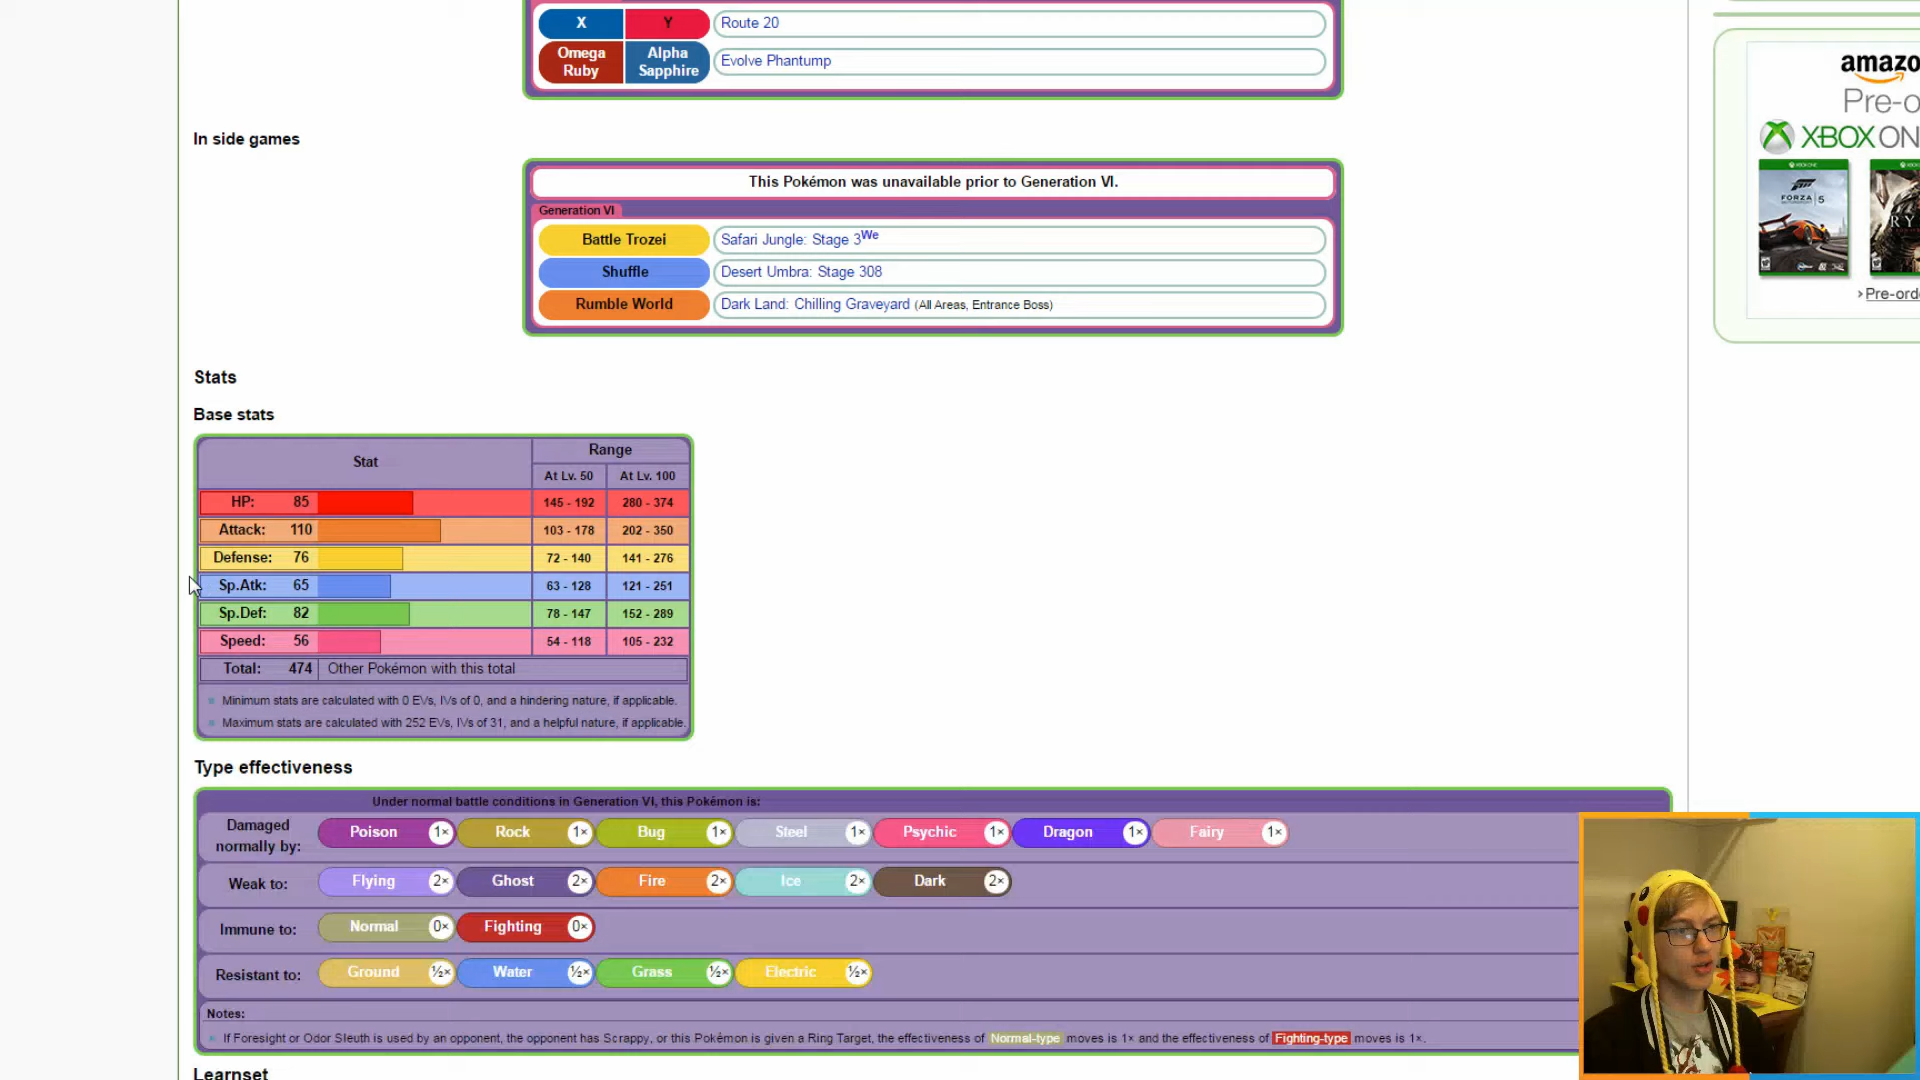 X Y Route 20
Omega Ruby Alpha Sapphire Evolve Phantump
In side games
This Pokémon was unavailable prior to Generation VI.
Generation VI
Battle Trozei Safari Jungle: Stage 3We
Shuffle Desert Umbra: Stage 308
Rumble World Dark Land: Chilling Graveyard (All Areas, Entrance Boss)
Stats
Base stats
Stat Range
At Lv. 50 At Lv. 100
HP: 85 145 - 192 280 - 374
Attack: 110 103 - 178 202 - 350
Defense: 76 72 - 140 141 - 276
Sp.Atk: 65 63 - 128 121 - 251
Sp.Def: 82 78 - 147 152 - 289
Speed: 56 54 - 118 105 - 232
Total: 474 Other Pokémon with this total
Minimum stats are calculated with 0 EVs, IVs of 0, and a hindering nature, if applicable.
Maximum stats are calculated with 252 EVs, IVs of 31, and a helpful nature, if applicable.
Type effectiveness
Under normal battle conditions in Generation VI, this Pokémon is:
Damaged normally by: Poison 1× Rock 1× Bug 1× Steel 1× Psychic 1× Dragon 1× Fairy 1×
Weak to: Flying 2× Ghost 2× Fire 2× Ice 2× Dark 2×
Immune to: Normal 0× Fighting 0×
Resistant to: Ground ½× Water ½× Grass ½× Electric ½×
Notes:
If Foresight or Odor Sleuth is used by an opponent, the opponent has Scrappy, or this Pokémon is given a Ring Target, the effectiveness of Normal-type moves is 1× and the effectiveness of Fighting-type moves is 1×.
Learnset
amazo
Pre-o
XBOX ON
FORZA 5
RY
›Pre-ord